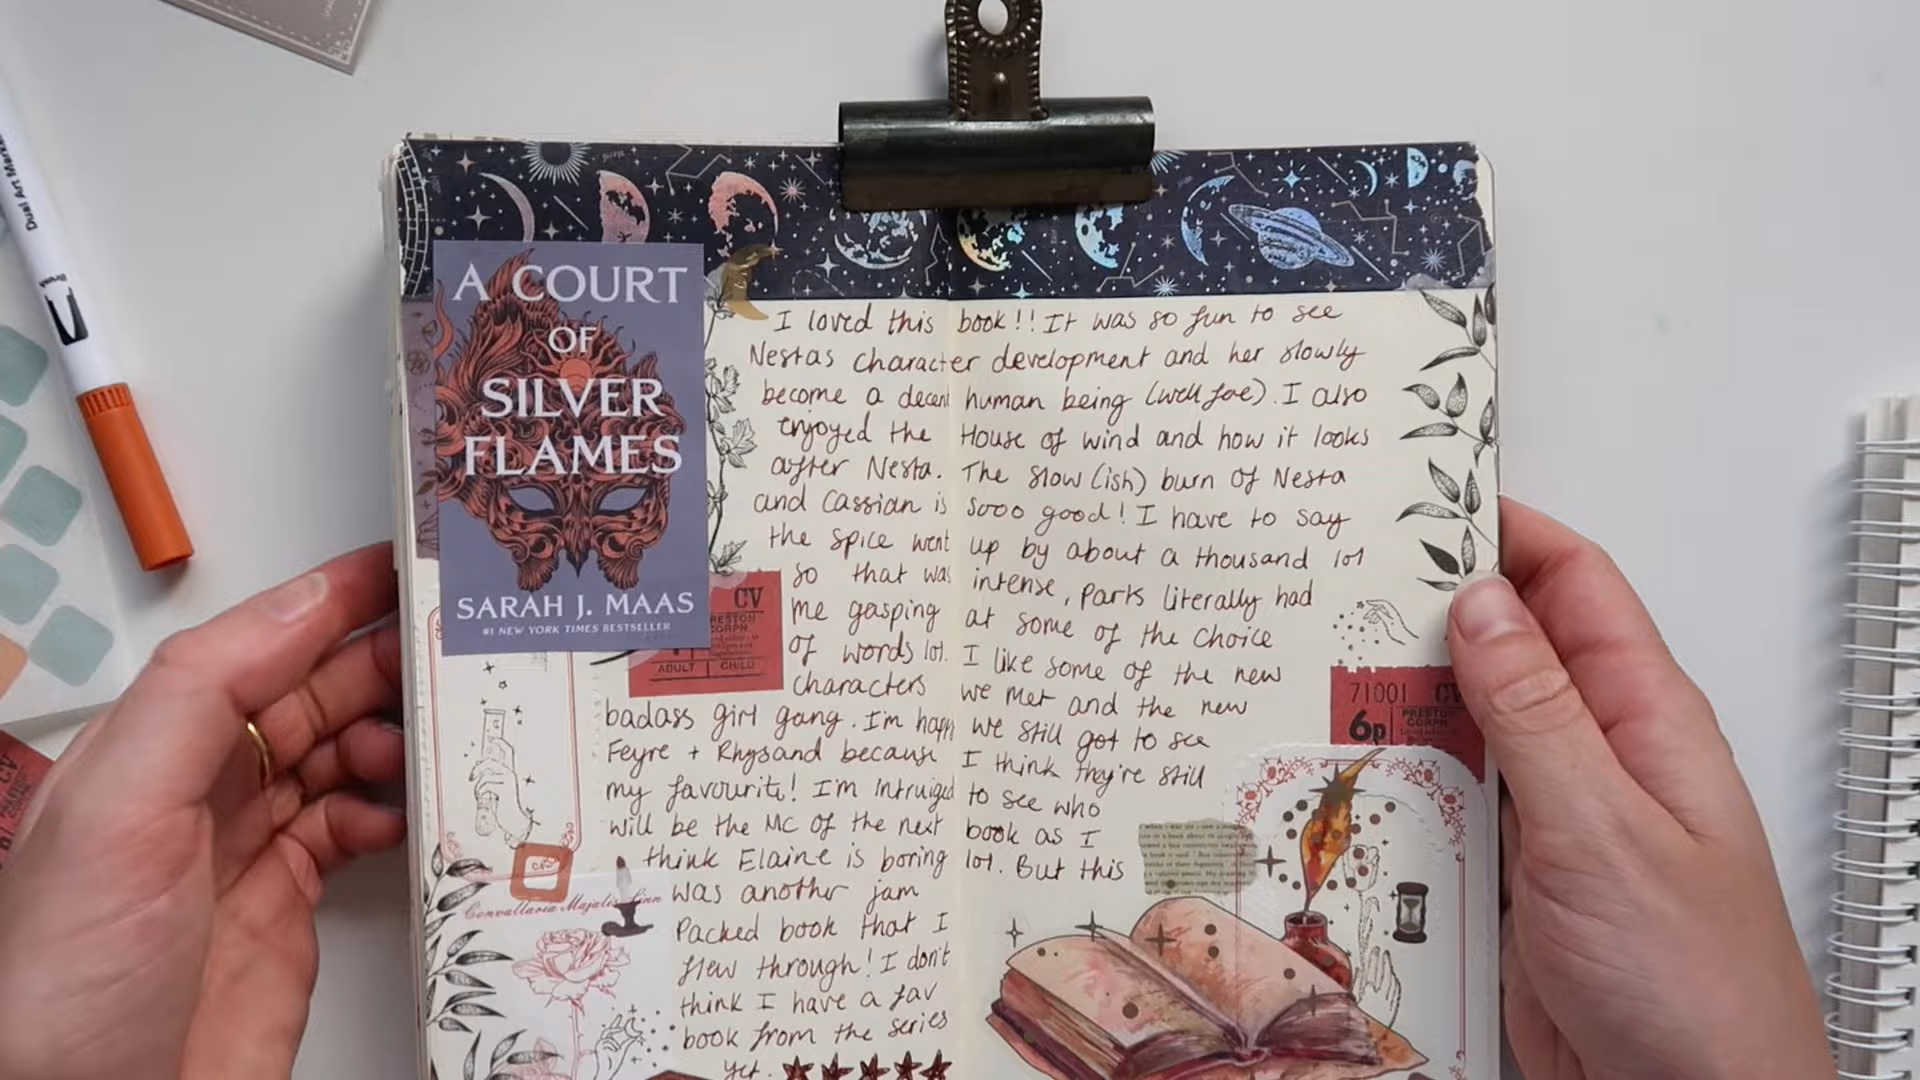 Dual Art Marker
Brush
A COURT
OF
SILVER
FLAMES
SARAH J. MAAS
#1 NEW YORK TIMES BESTSELLER
I loved this book!! It was so fun to see
Nestas character development and her slowly
become a decent human being (well fae). I also
enjoyed the House of wind and how it looks
after Nesta. The slow (ish) burn of Nesta
and Cassian is sooo good! I have to say
the spice went up by about a thousand lol
so that was intense, Parts literally had
me gasping at some of the choice
of words lol. I like some of the new
characters we met and the new
badass girl gang. I'm happy we still got to see
Feyre + Rhysand because I think they're still
my favourite! I'm intruiged to see who
will be the MC of the next book as I
think Elaine is boring lol. But this
was another jam
Packed book that I
flew through! I don't
think I have a fav
book from the series
yet.
CV
PRESTON
CORPN
ADULT CHILD
71001 CV
6p PRESTON
CORPN
Convallaria Majalis Linn
CV